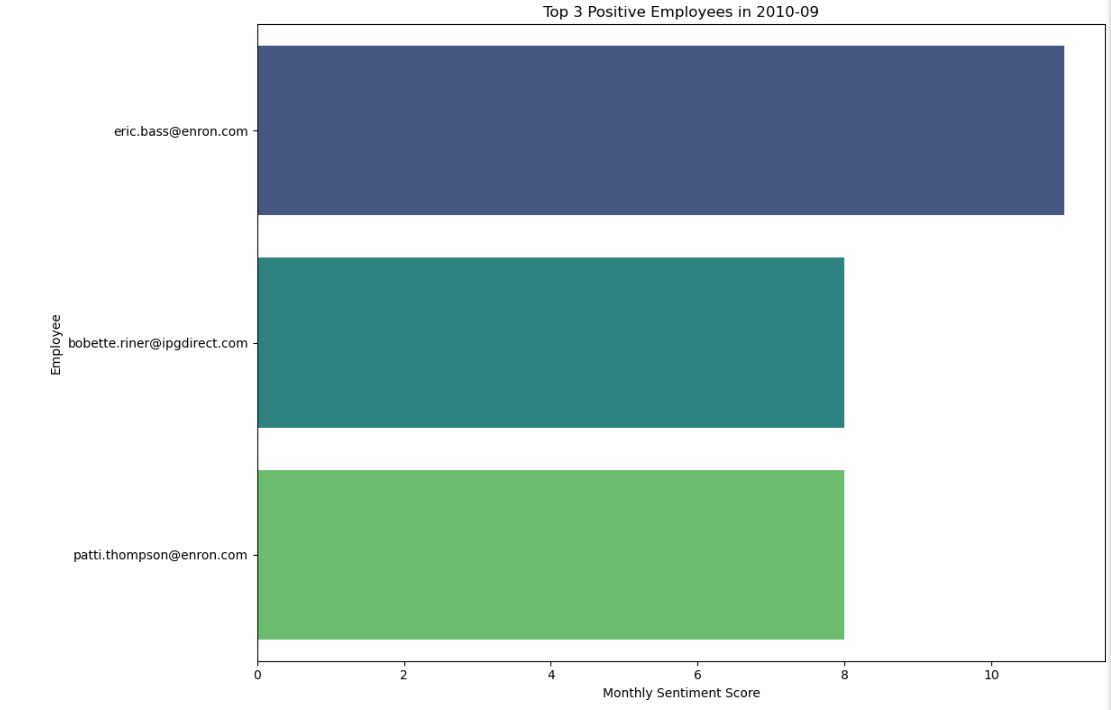 Top 3 Positive Employees in 2010-09
Employee
eric.bass@enron.com
bobette.riner@ipgdirect.com
patti.thompson@enron.com
0 2 4 6 8 10
Monthly Sentiment Score